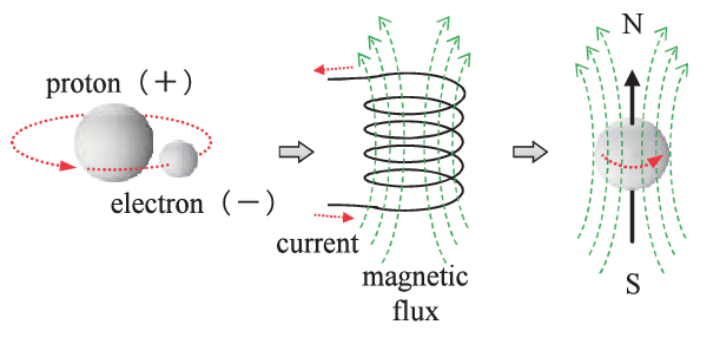 proton (+)
electron (−)
current
magnetic
flux
N
S